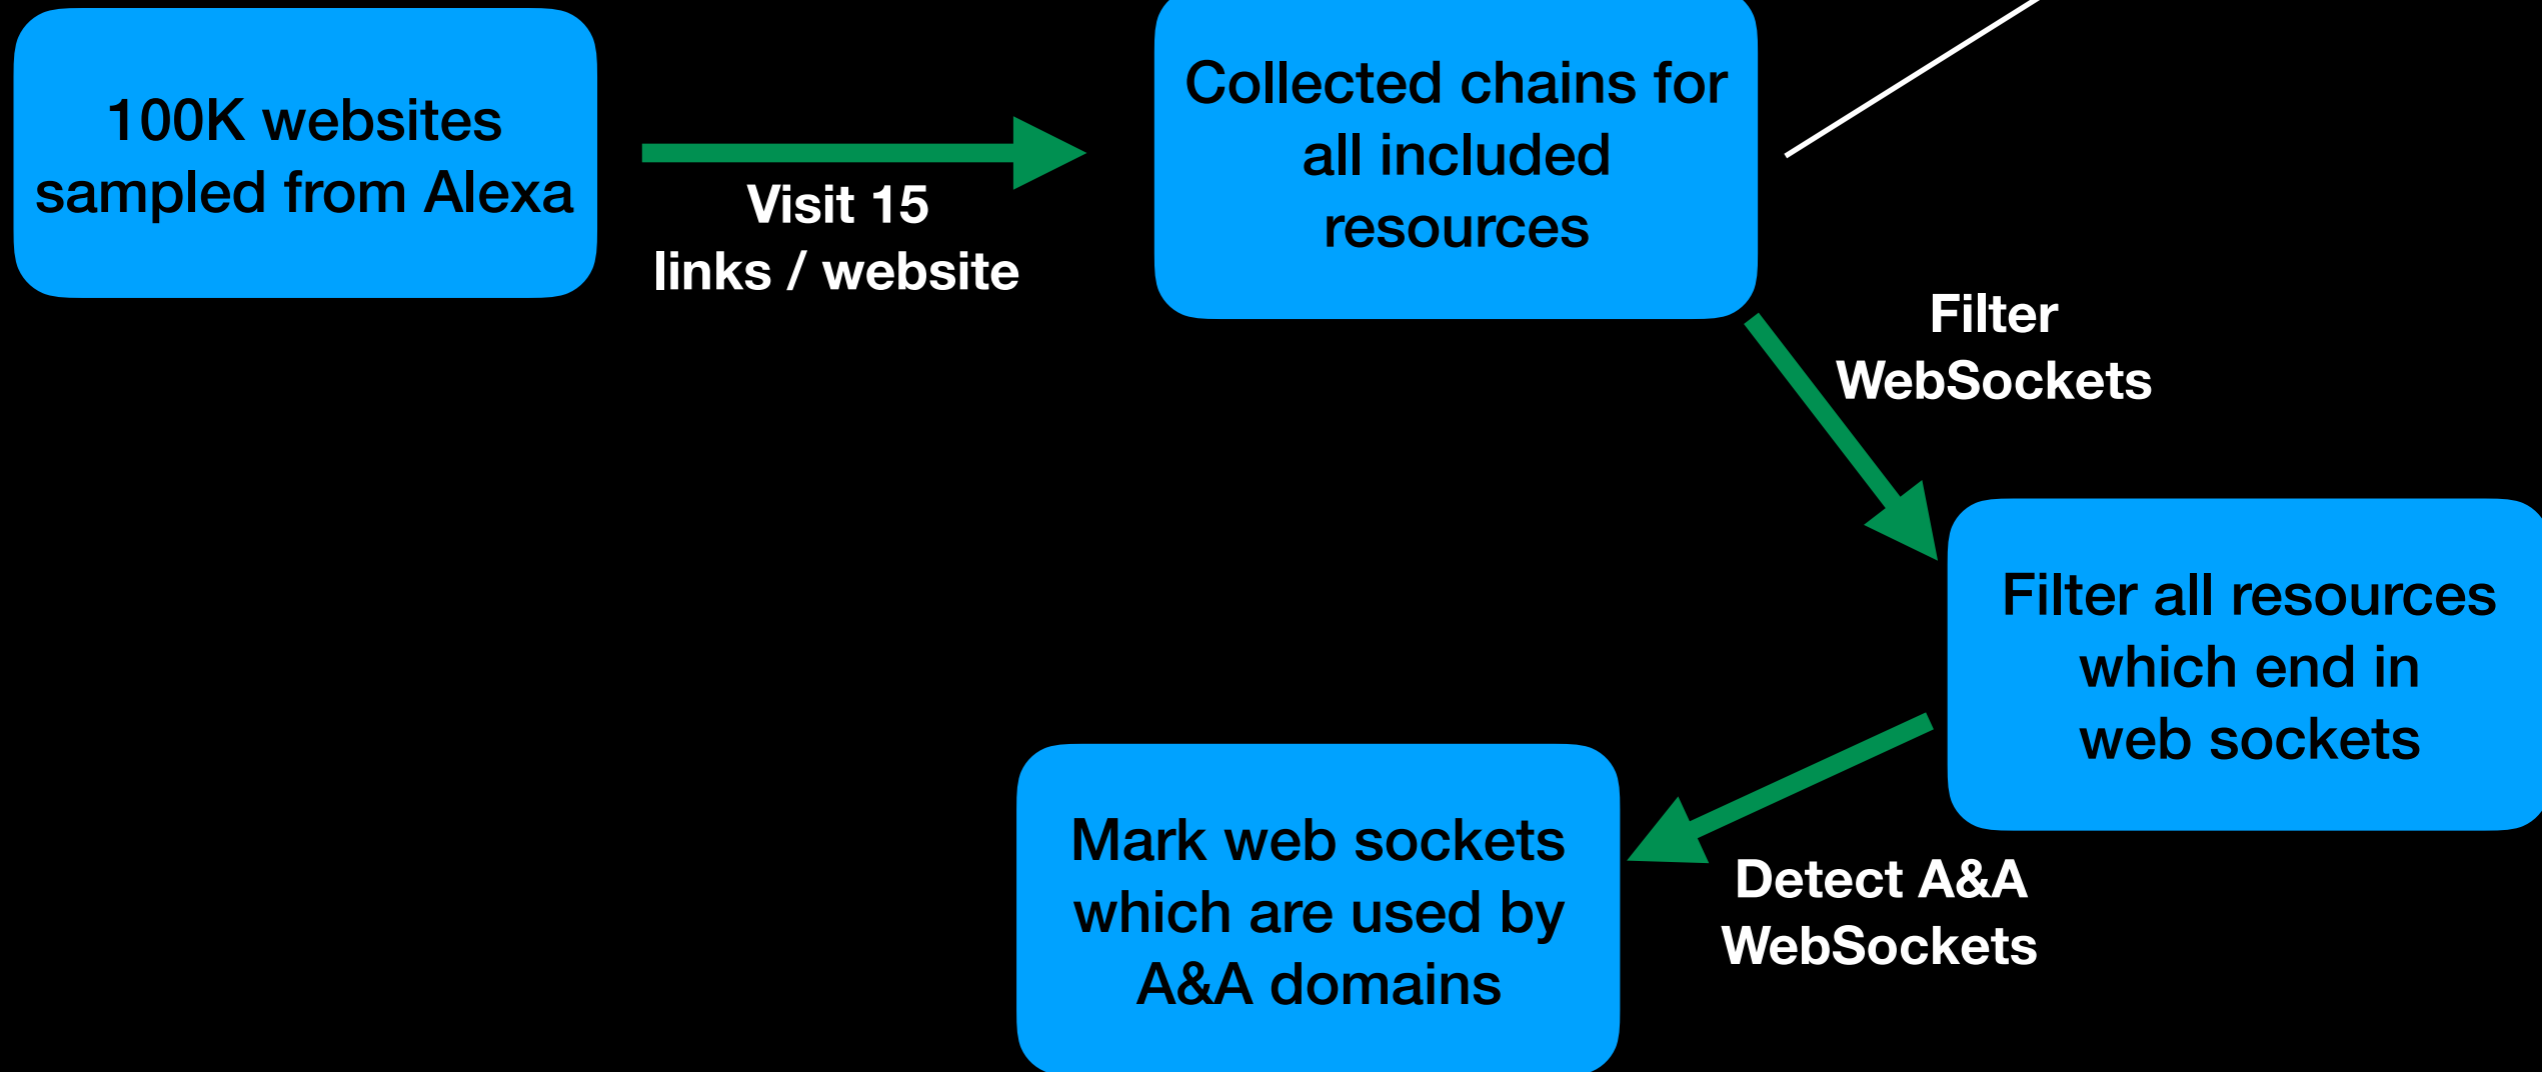 100K websites
sampled from Alexa
Visit 15
links / website
Collected chains for
all included
resources
Filter
WebSockets
Filter all resources
which end in
web sockets
Detect A&A
WebSockets
Mark web sockets
which are used by
A&A domains